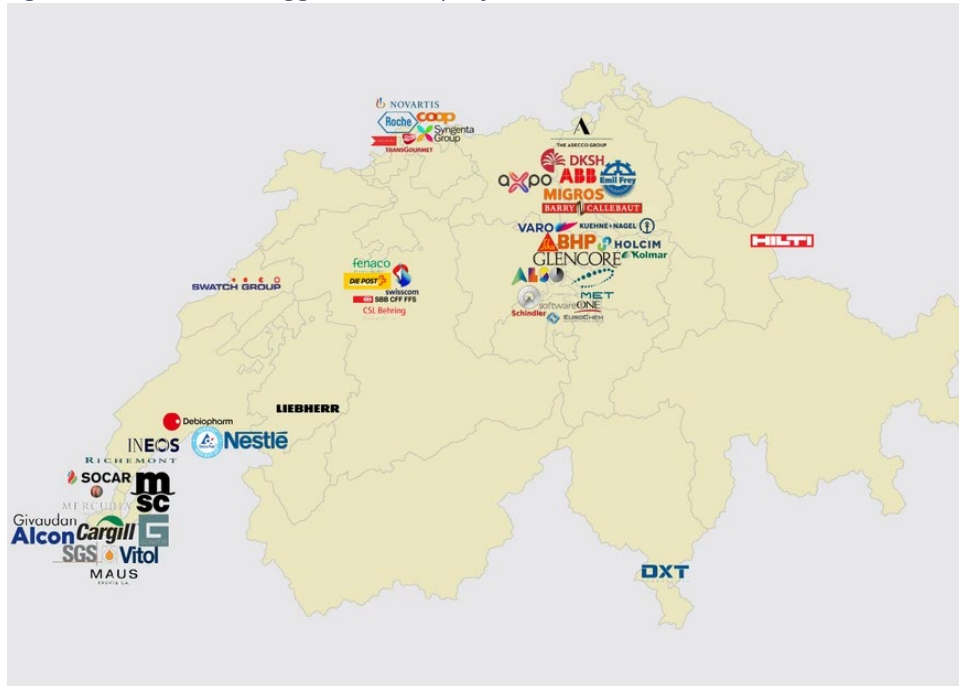 NOVARTIS
Roche
coop
Syngenta
Group
TRANSGOURMET
THE ADECCO GROUP
DKSH
axpo
ABB
Emil Frey
MIGROS
BARRY CALLEBAUT
VARO
KUEHNE+NAGEL
BHP
HOLCIM
GLENCORE
Kolmar
HILTI
fenaco
DIE POST
swisscom
SBB CFF FFS
CSL Behring
SWATCH GROUP
ALSO
MET
Schindler
software
ONE
EUROCHEM
LIEBHERR
Debiopharm
INEOS
Nestlé
RICHEMONT
SOCAR
msc
MERCURIA
Givaudan
Alcon
Cargill
G
SGS
Vitol
MAUS
DXT